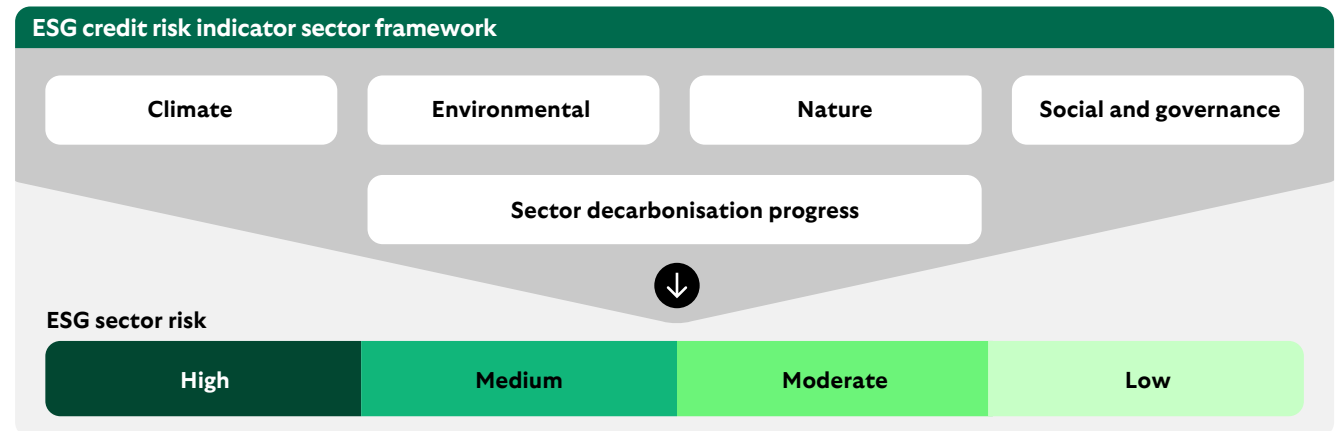 ESG credit risk indicator sector framework
Climate
Environmental
Nature
Social and governance
Sector decarbonisation progress
ESG sector risk
High
Medium
Moderate
Low